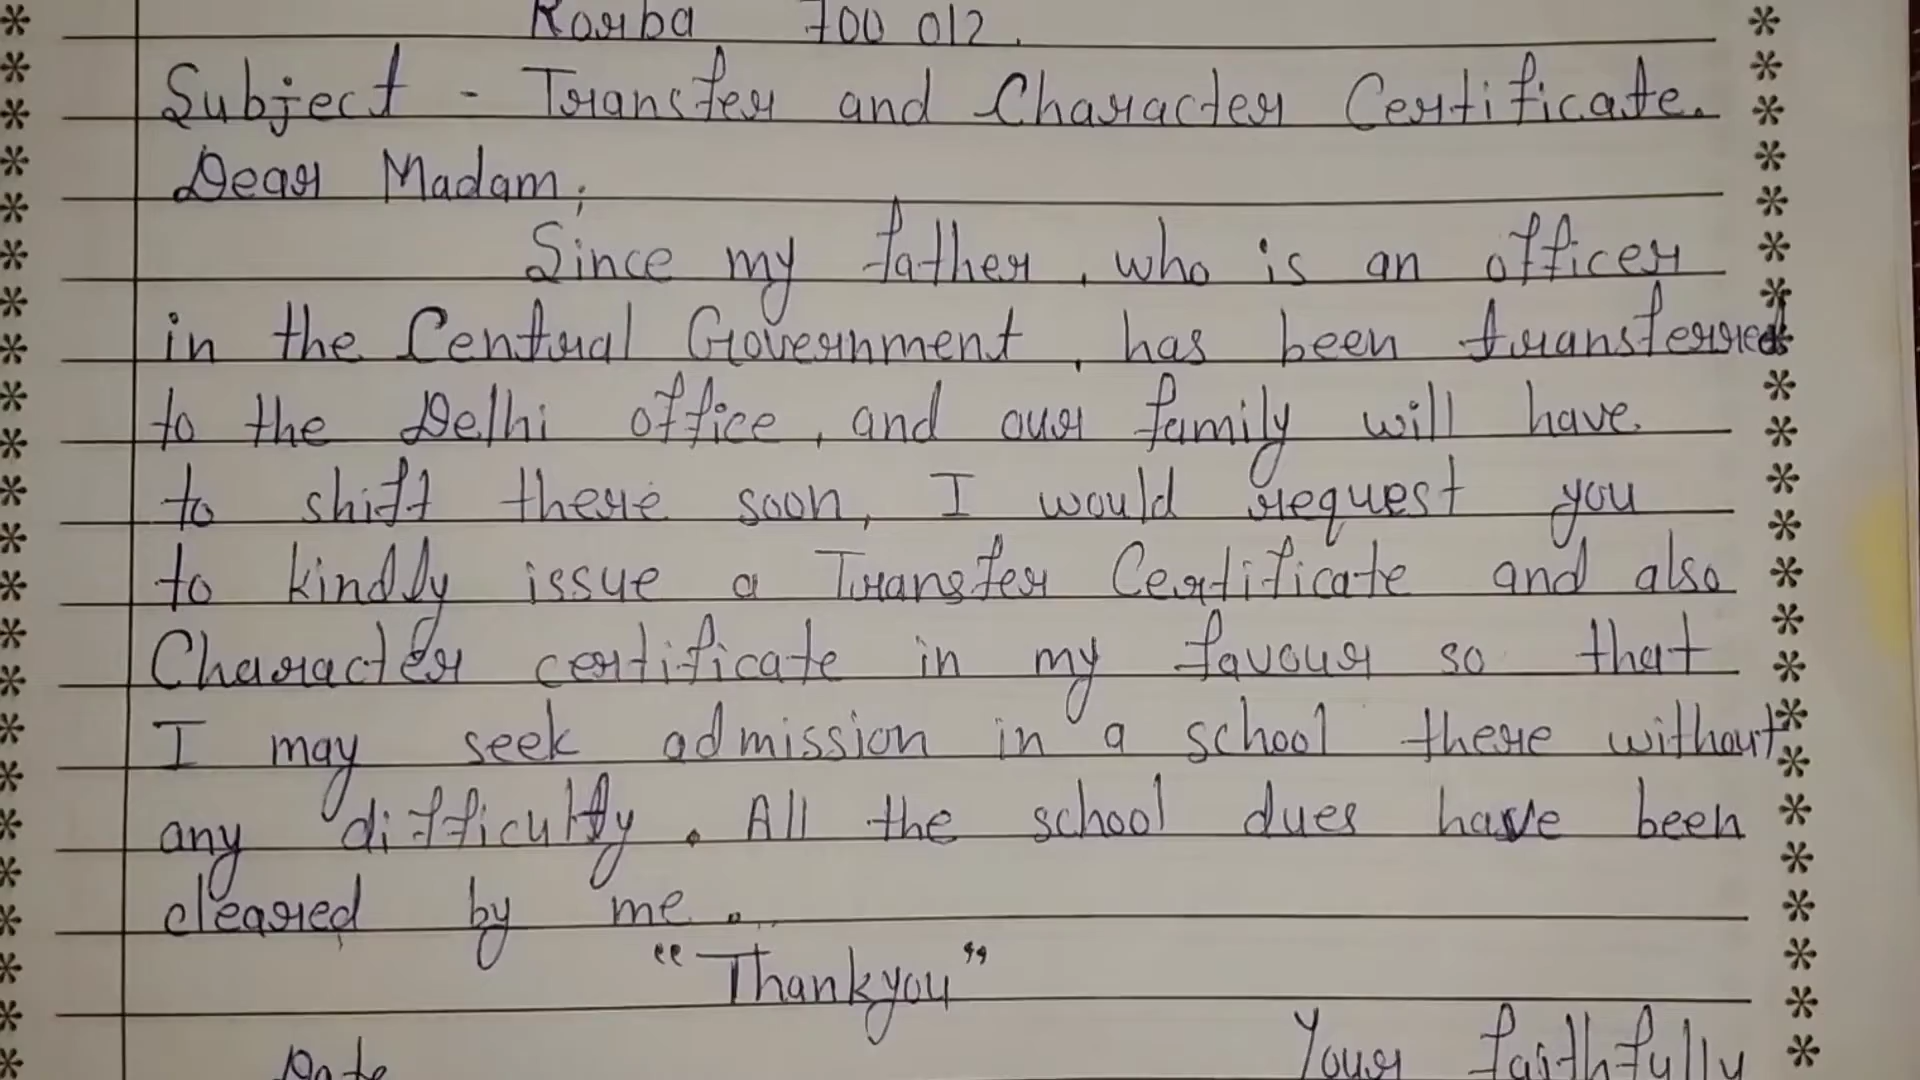 Korba 700 012.
Subject - Transfer and Character Certificate.
Dear Madam,
Since my father, who is an officer
in the Central Government, has been transferred
to the Delhi office, and our family will have
to shift there soon, I would request you
to kindly issue a Transfer Certificate and also
Character certificate in my favour so that
I may seek admission in a school there without
any difficulty. All the school dues have been
cleared by me.
"Thankyou"
Date
Your faithfully